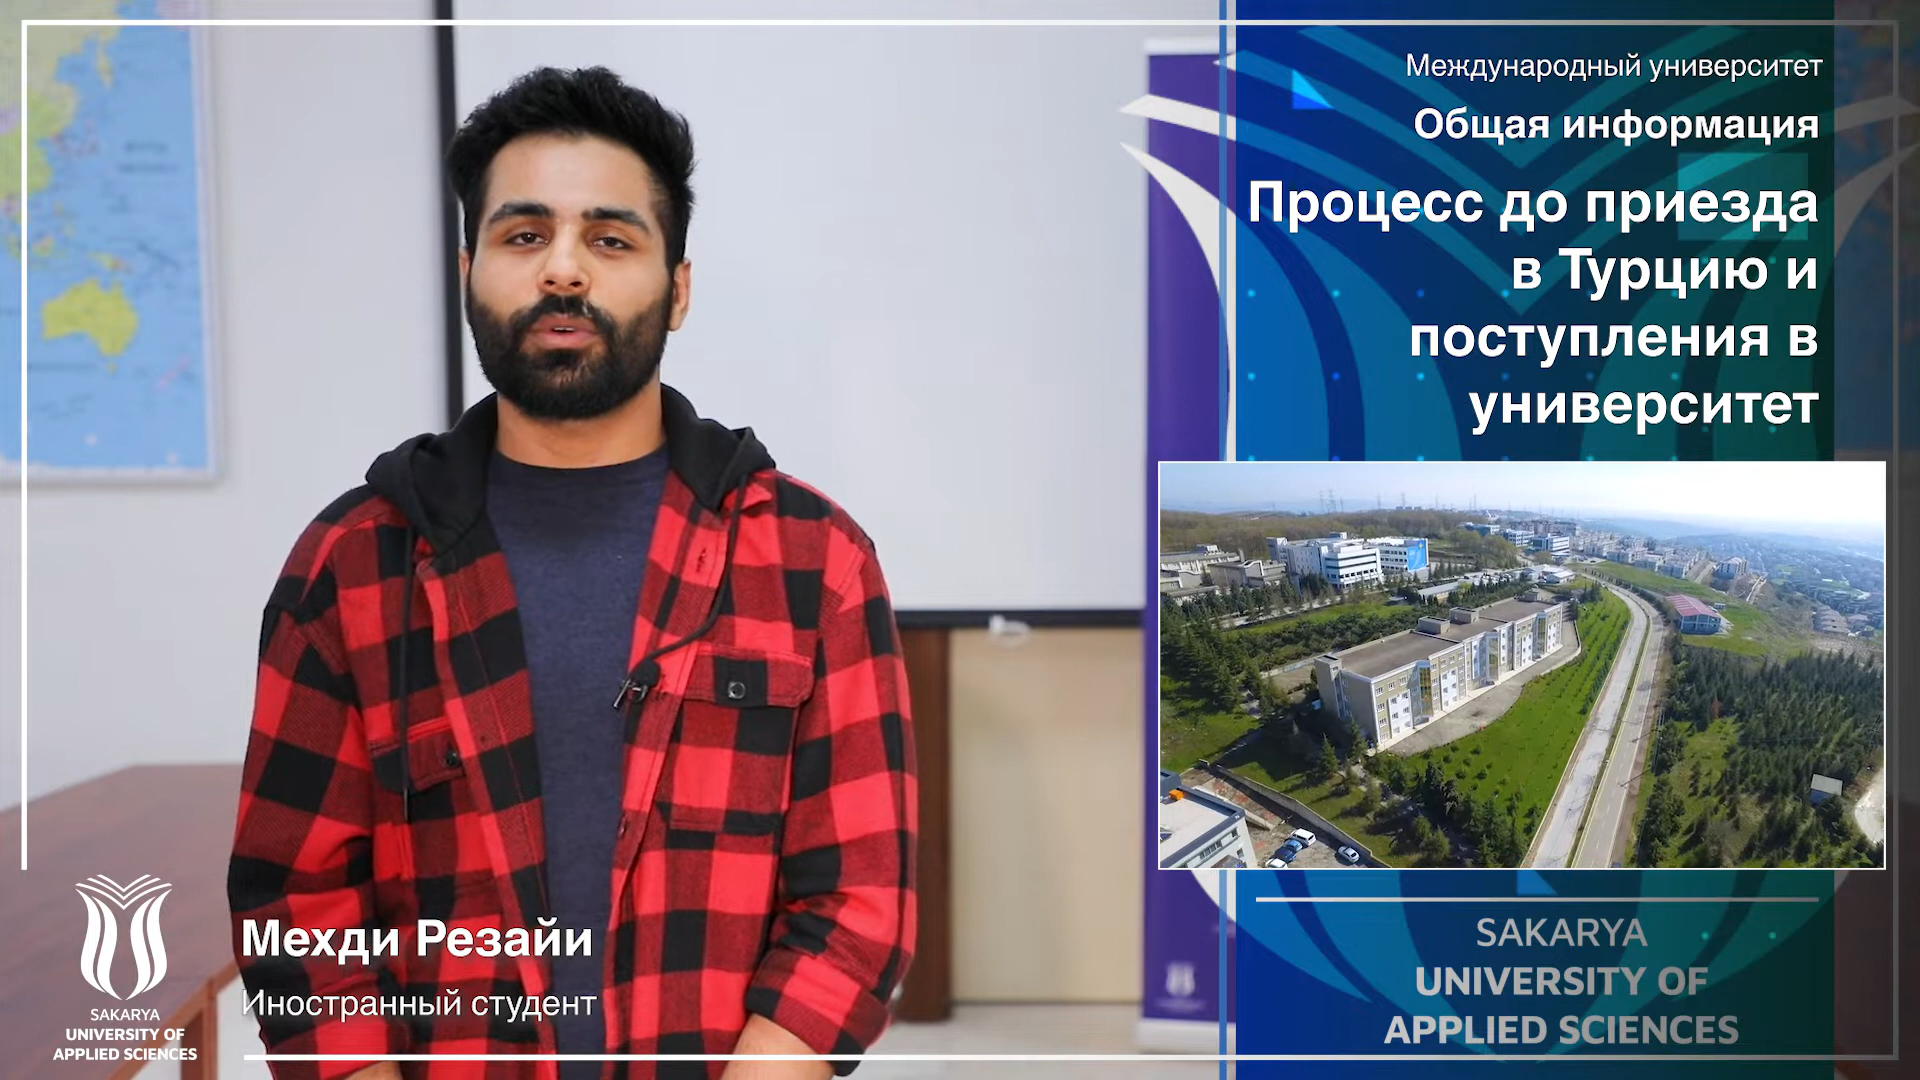 Международный университет
Общая информация
Процесс до приезда
в Турцию и
поступления в
университет
SAKARYA
UNIVERSITY OF
APPLIED SCIENCES
Мехди Резайи
Иностранный студент
SAKARYA
UNIVERSITY OF
APPLIED SCIENCES